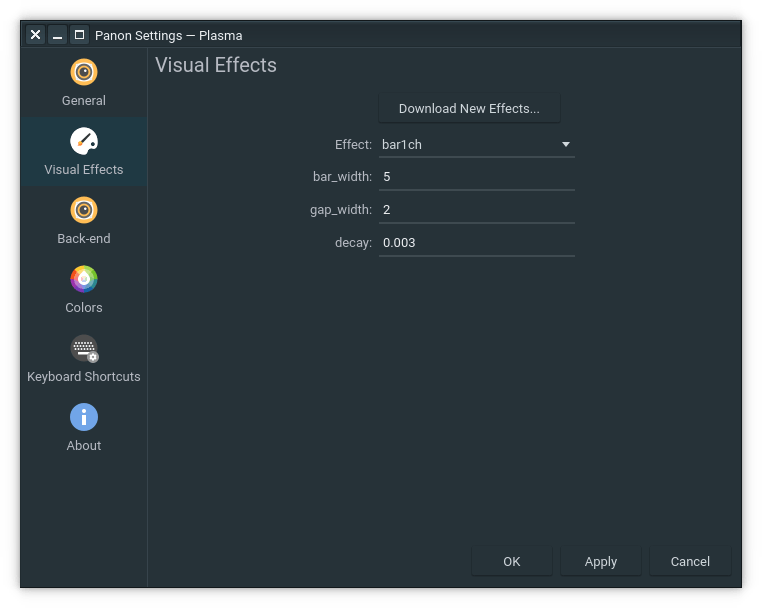 Panon Settings — Plasma
General
Visual Effects
Back-end
Colors
Keyboard Shortcuts
About
Visual Effects
Download New Effects...
Effect: bar1ch
bar_width: 5
gap_width: 2
decay: 0.003
OK Apply Cancel